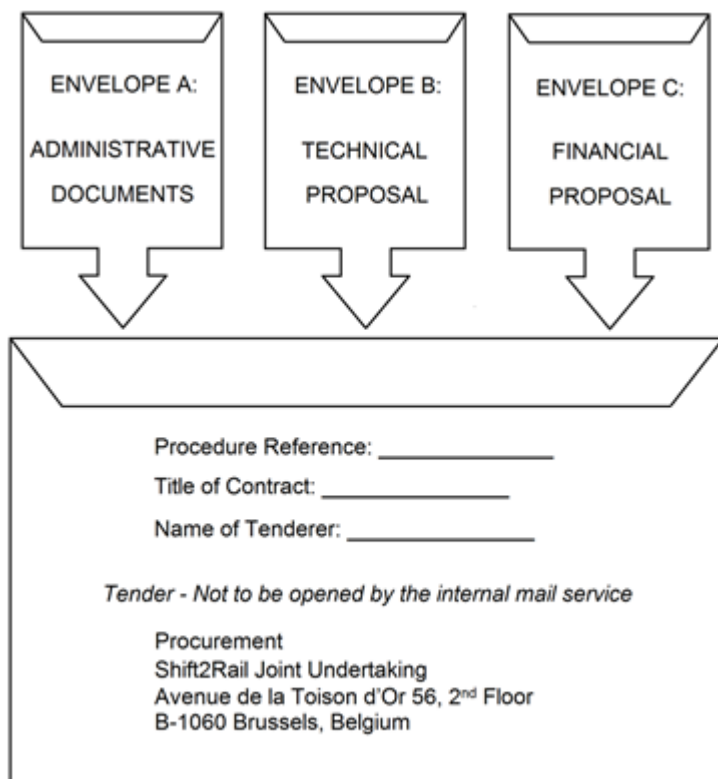 ENVELOPE A:
ADMINISTRATIVE
DOCUMENTS
ENVELOPE B:
TECHNICAL
PROPOSAL
ENVELOPE C:
FINANCIAL
PROPOSAL
Procedure Reference: _______________
Title of Contract: _______________
Name of Tenderer: _______________
Tender - Not to be opened by the internal mail service
Procurement
Shift2Rail Joint Undertaking
Avenue de la Toison d'Or 56, 2nd Floor
B-1060 Brussels, Belgium